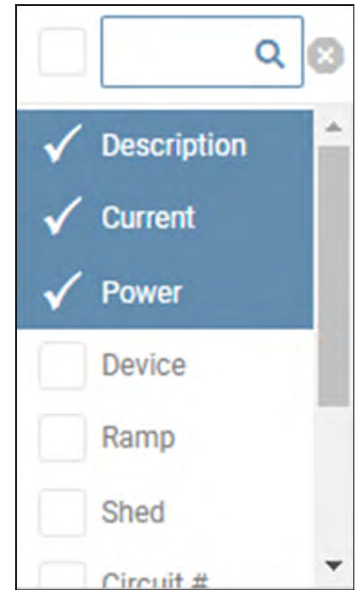 Description
Current
Power
Device
Ramp
Shed
Circuit #